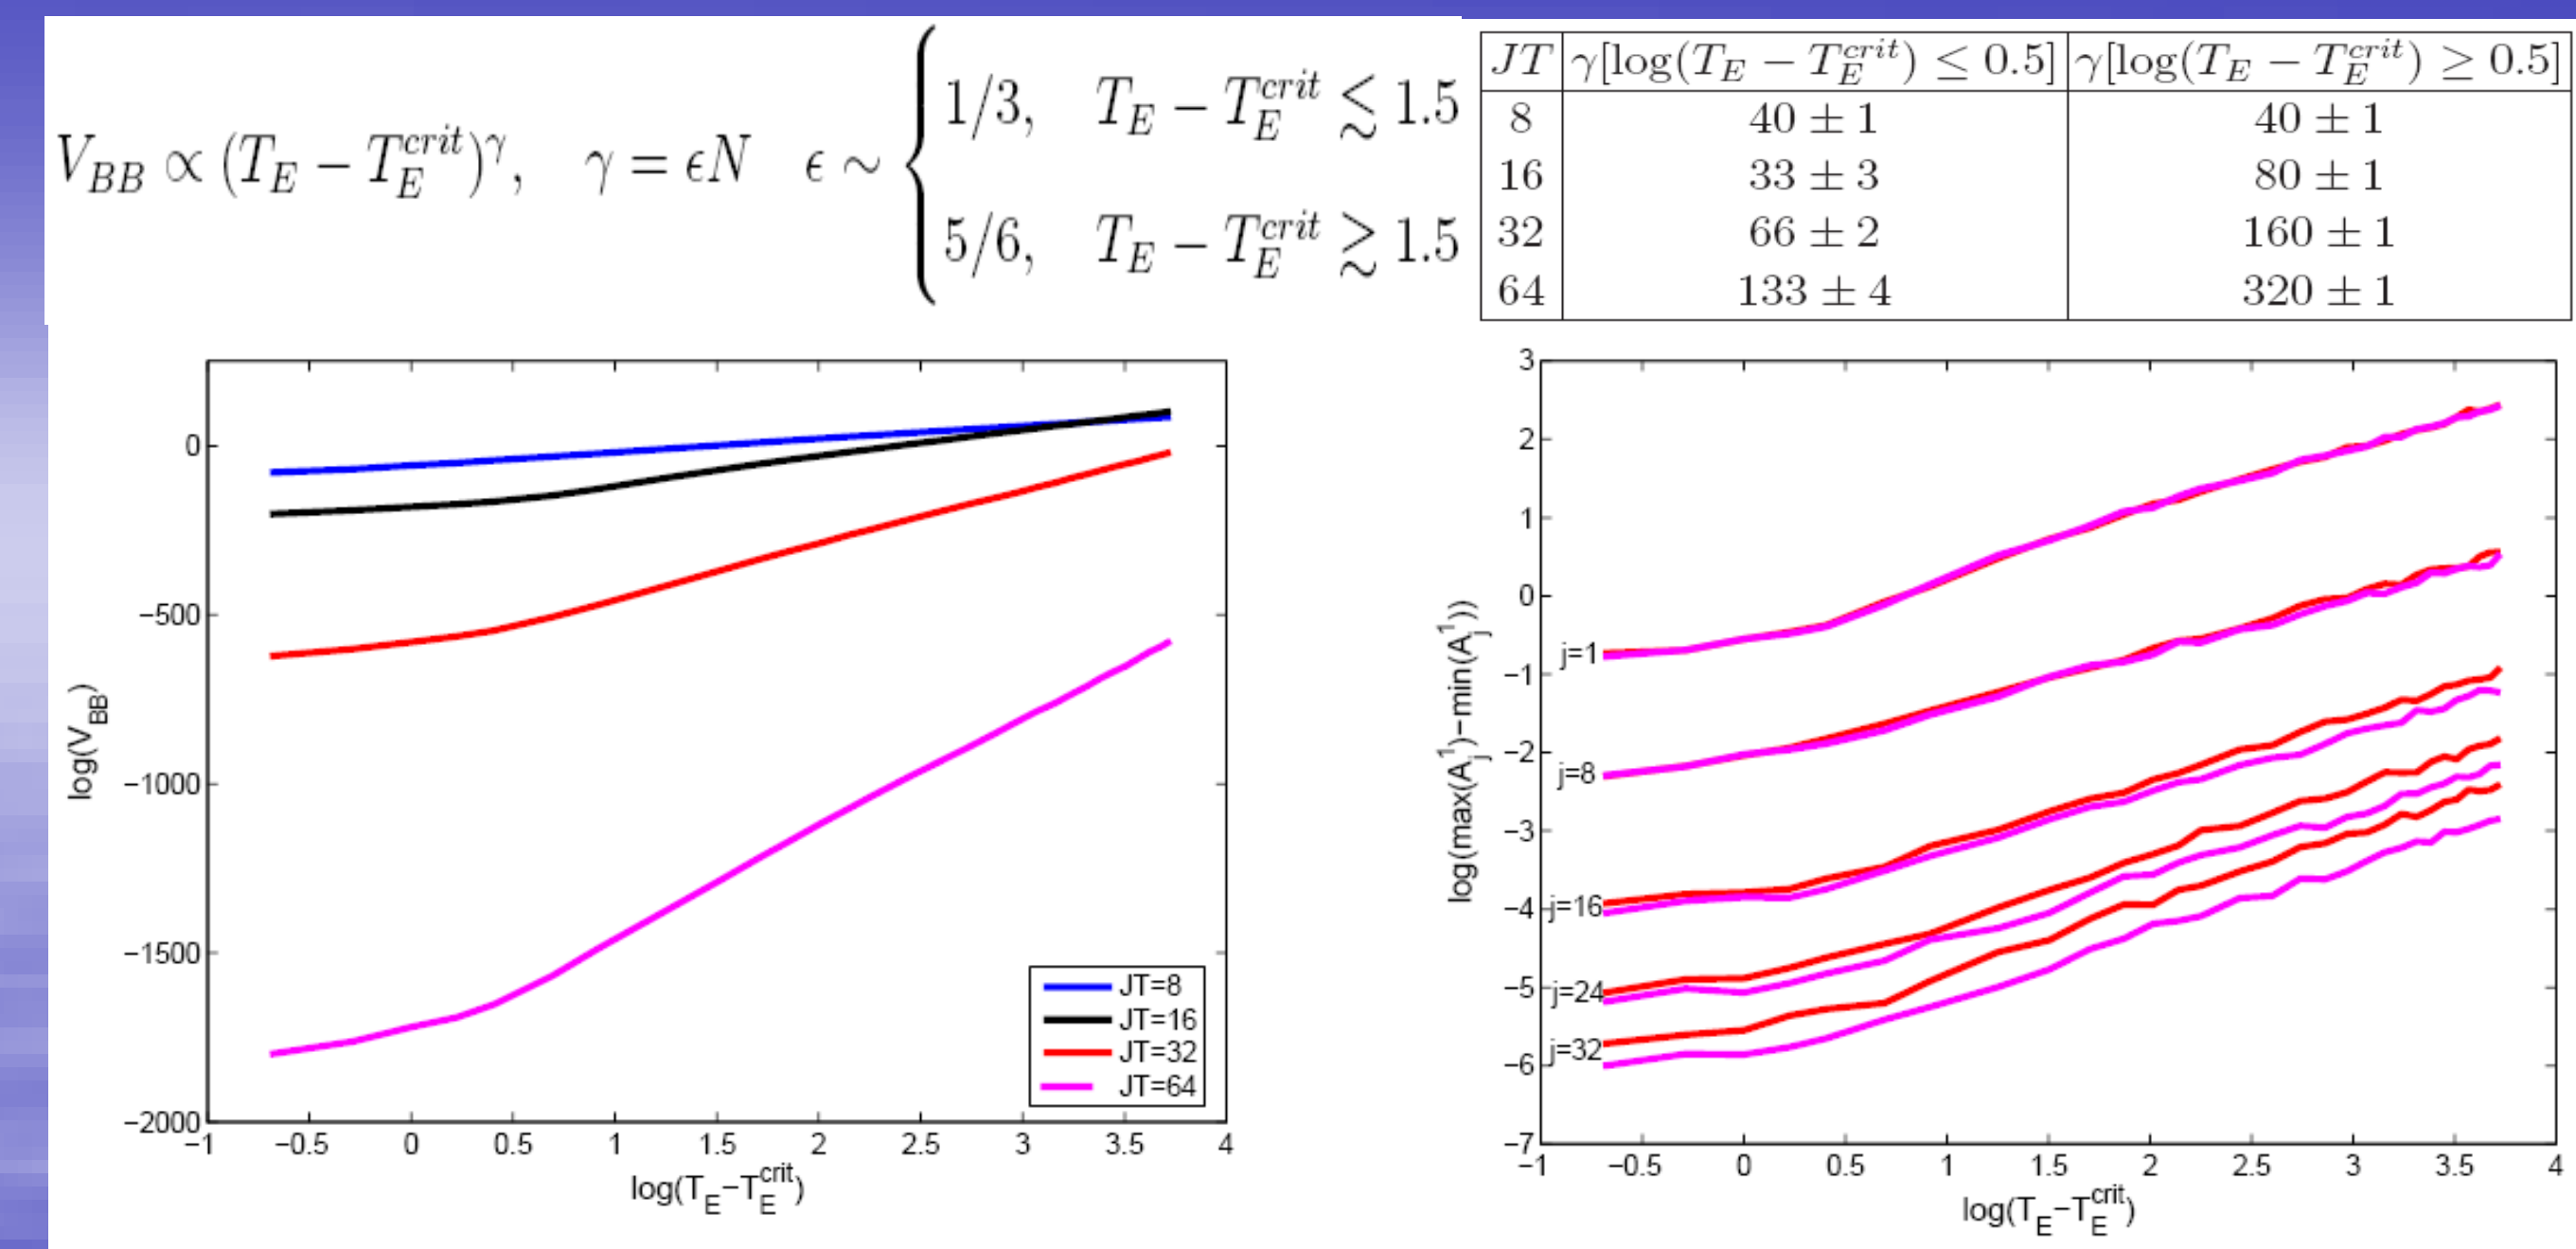 V_BB ∝ (T_E − T_E^crit)^γ, γ = ϵN ϵ ∼ { 1/3, T_E − T_E^crit ≲ 1.5
5/6, T_E − T_E^crit ≳ 1.5
JT γ[log(T_E − T_E^crit) ≤ 0.5] γ[log(T_E − T_E^crit) ≥ 0.5]
8 40 ± 1 40 ± 1
16 33 ± 3 80 ± 1
32 66 ± 2 160 ± 1
64 133 ± 4 320 ± 1
log(V_BB)
0
−500
−1000
−1500
−2000
JT=8
JT=16
JT=32
JT=64
−1 −0.5 0 0.5 1 1.5 2 2.5 3 3.5 4
log(T_E−T_E^crit)
log(max(A_j^1)−min(A_j^1))
3
2
1
0
−1
−2
−3
−4
−5
−6
−7
j=1
j=8
j=16
j=24
j=32
−1 −0.5 0 0.5 1 1.5 2 2.5 3 3.5 4
log(T_E−T_E^crit)